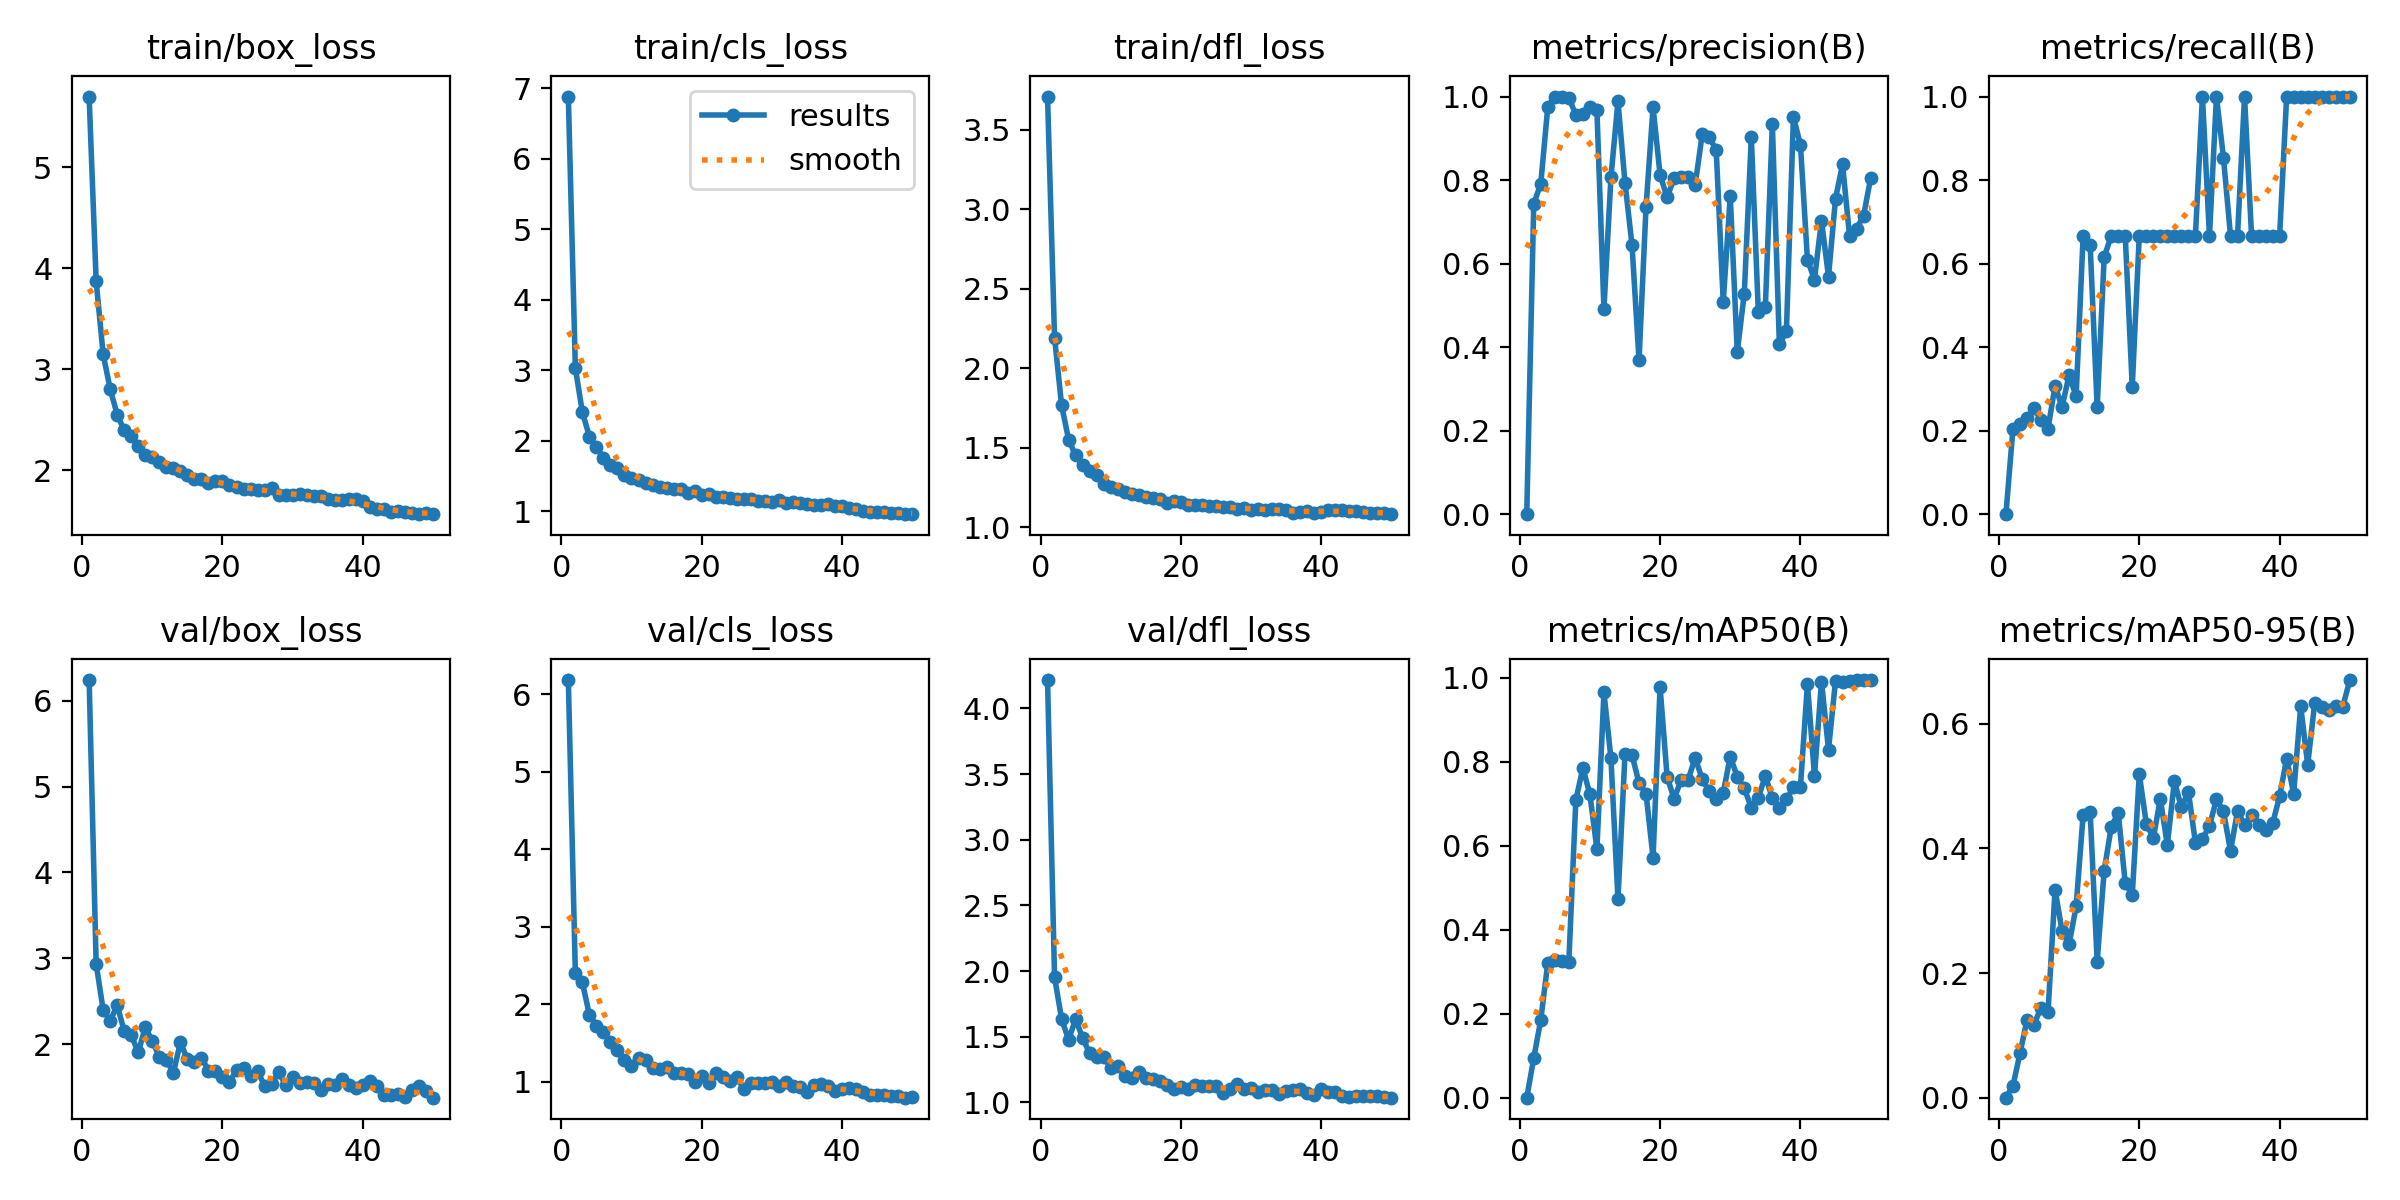 train/box_loss
train/cls_loss
train/dfl_loss
metrics/precision(B)
metrics/recall(B)
5
4
3
2
0 20 40
7
6
5
4
3
2
1
0 20 40
results
smooth
3.5
3.0
2.5
2.0
1.5
1.0
0 20 40
1.0
0.8
0.6
0.4
0.2
0.0
0 20 40
1.0
0.8
0.6
0.4
0.2
0.0
0 20 40
val/box_loss
val/cls_loss
val/dfl_loss
metrics/mAP50(B)
metrics/mAP50-95(B)
6
5
4
3
2
0 20 40
6
5
4
3
2
1
0 20 40
4.0
3.5
3.0
2.5
2.0
1.5
1.0
0 20 40
1.0
0.8
0.6
0.4
0.2
0.0
0 20 40
0.6
0.4
0.2
0.0
0 20 40